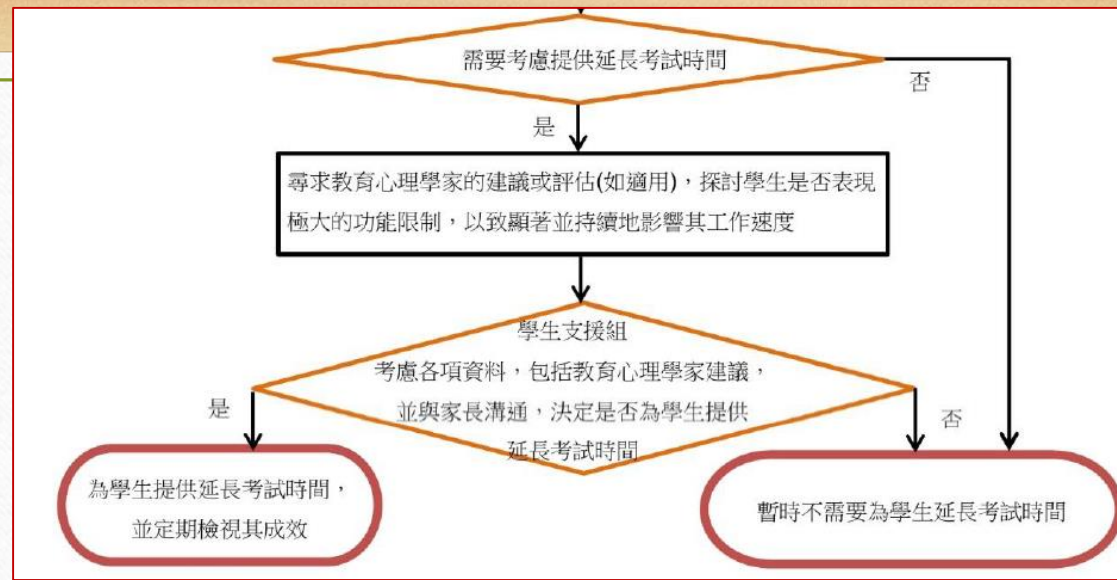 需要考慮提供延長考試時間
否
是
尋求教育心理學家的建議或評估(如適用)，探討學生是否表現
極大的功能限制，以致顯著並持續地影響其工作速度
學生支援組
考慮各項資料，包括教育心理學家建議，
並與家長溝通，決定是否為學生提供
延長考試時間
是
否
為學生提供延長考試時間，
並定期檢視其成效
暫時不需要為學生延長考試時間